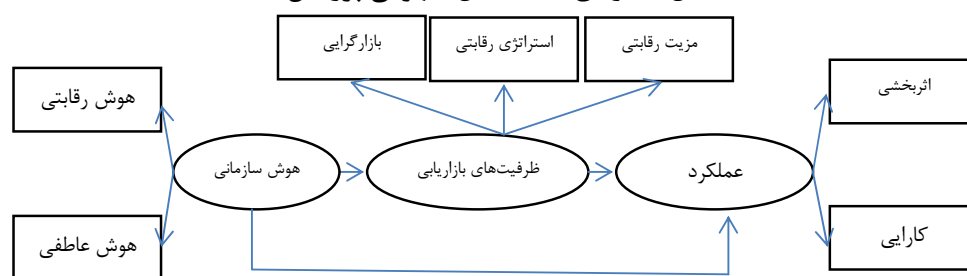 مزیت رقابتی
استراتژی رقابتی
بازارگرایی
اثربخشی
هوش رقابتی
عملکرد
ظرفیت‌های بازاریابی
هوش سازمانی
کارایی
هوش عاطفی